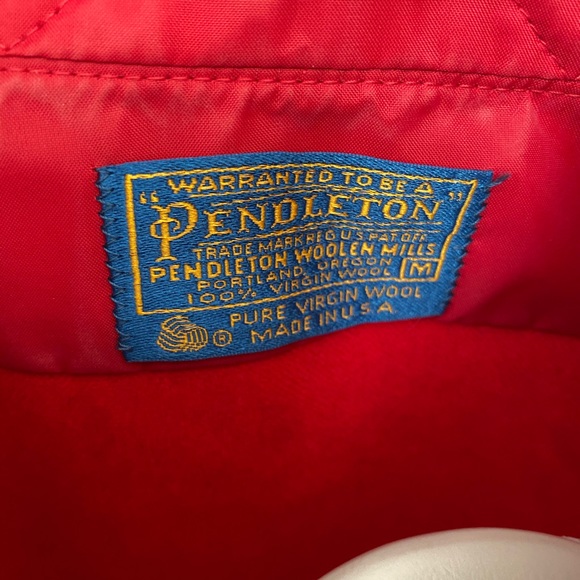 WARRANTED TO BE A
"PENDLETON"
TRADE MARK REG U'S PAT OFF
PENDLETON WOOLEN MILLS
PORTLAND, OREGON
100% VIRGIN WOOL M
PURE VIRGIN WOOL
® MADE IN U.S.A